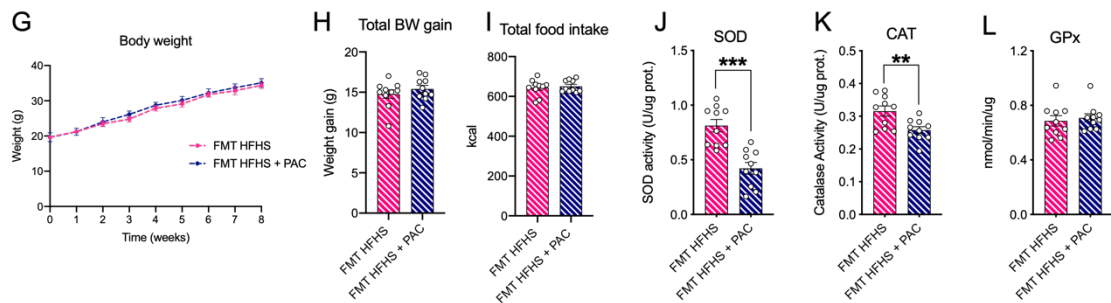 G
Body weight
Weight (g)
40
30
20
10
0
FMT HFHS
FMT HFHS + PAC
0 1 2 3 4 5 6 7 8
Time (weeks)
H
Total BW gain
Weight gain (g)
20
15
10
5
0
FMT HFHS
FMT HFHS + PAC
I
Total food intake
kcal
800
600
400
200
0
FMT HFHS
FMT HFHS + PAC
J
SOD
SOD activity (U/ug prot.)
1.5
1.0
0.5
0.0
***
FMT HFHS
FMT HFHS + PAC
K
CAT
Catalase Activity (U/ug prot.)
0.5
0.4
0.3
0.2
0.1
0.0
**
FMT HFHS
FMT HFHS + PAC
L
GPx
nmol/min/ug
1.2
0.8
0.4
0.0
FMT HFHS
FMT HFHS + PAC